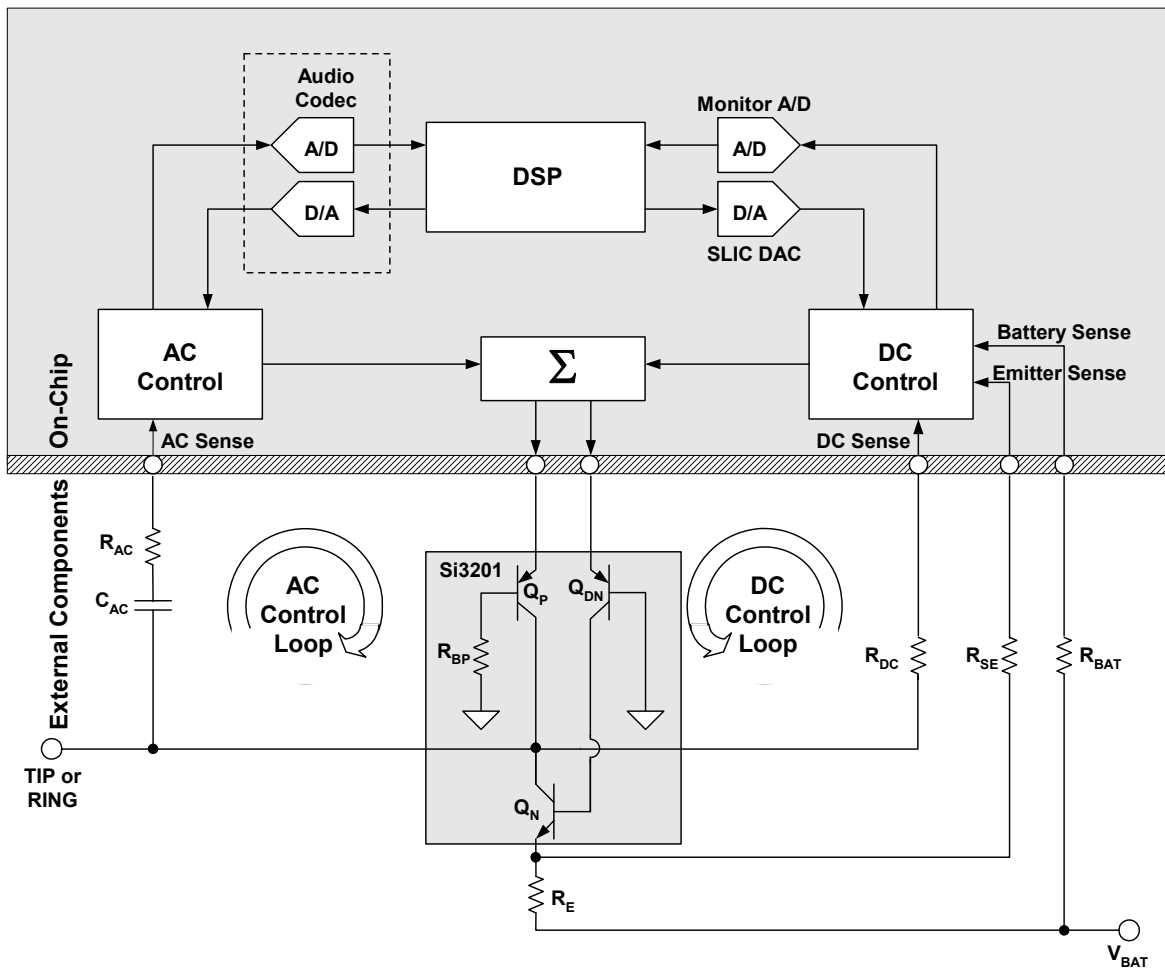 Audio
Codec
A/D
D/A
DSP
Monitor A/D
A/D
D/A
SLIC DAC
AC
Control
Σ
DC
Control
Battery Sense
Emitter Sense
AC Sense
DC Sense
On-Chip
External Components
R_AC
C_AC
AC
Control
Loop
Si3201
Q_P
Q_DN
R_BP
DC
Control
Loop
R_DC
R_SE
R_BAT
TIP or
RING
Q_N
R_E
V_BAT